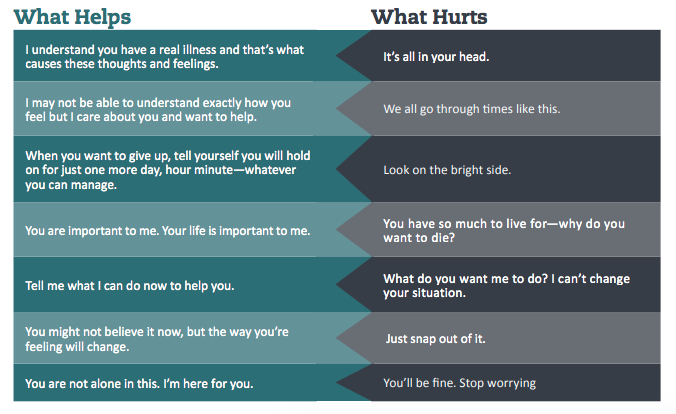 What Helps
What Hurts
I understand you have a real illness and that's what
causes these thoughts and feelings.
It's all in your head.
I may not be able to understand exactly how you
feel but I care about you and want to help.
We all go through times like this.
When you want to give up, tell yourself you will hold
on for just one more day, hour minute—whatever
you can manage.
Look on the bright side.
You are important to me. Your life is important to me.
You have so much to live for—why do you
want to die?
Tell me what I can do now to help you.
What do you want me to do? I can't change
your situation.
You might not believe it now, but the way you're
feeling will change.
Just snap out of it.
You are not alone in this. I'm here for you.
You'll be fine. Stop worrying